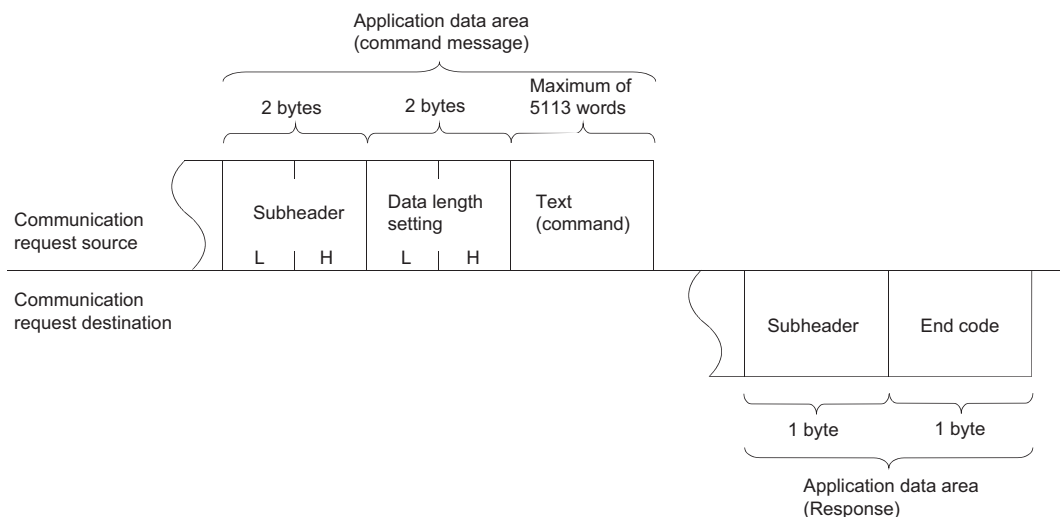 Application data area
(command message)
2 bytes
2 bytes
Maximum of
5113 words
Communication
request source
Subheader
L
H
Data length
setting
L
H
Text
(command)
Communication
request destination
Subheader
End code
1 byte
1 byte
Application data area
(Response)